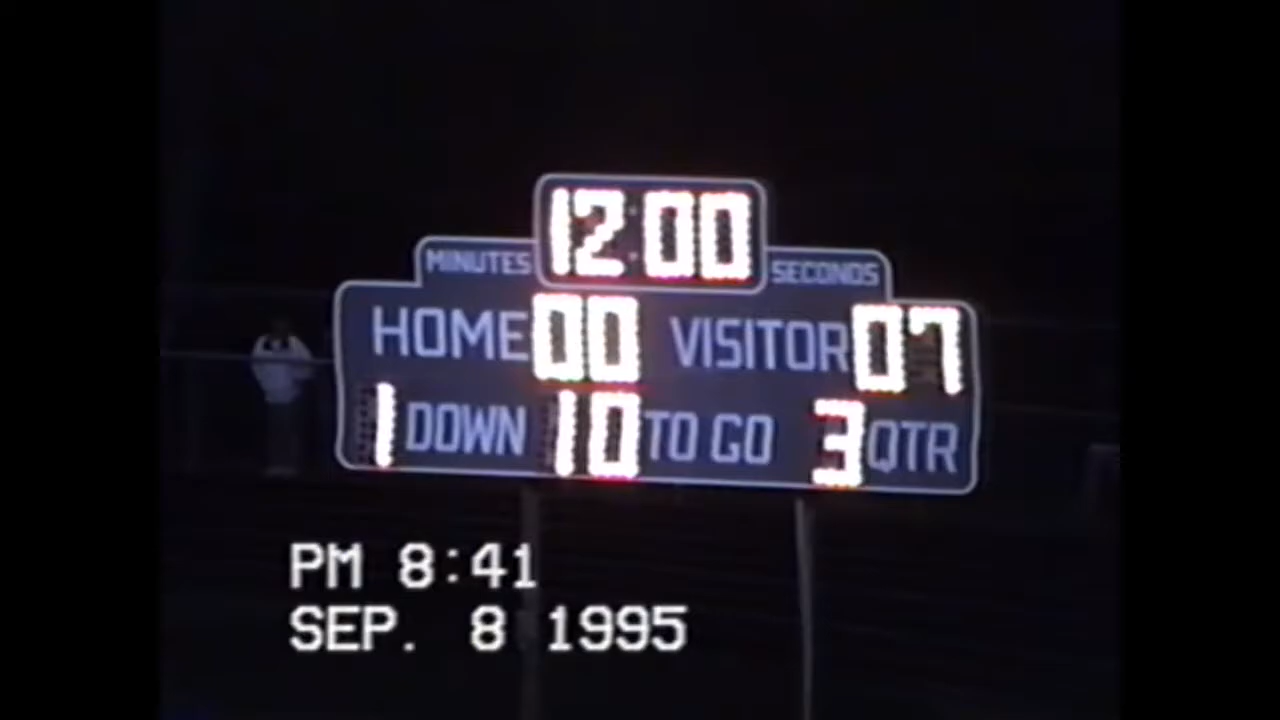 12:00
MINUTES SECONDS
HOME 00 VISITOR 07
1 DOWN 10 TO GO 3 QTR
PM 8:41
SEP. 8 1995